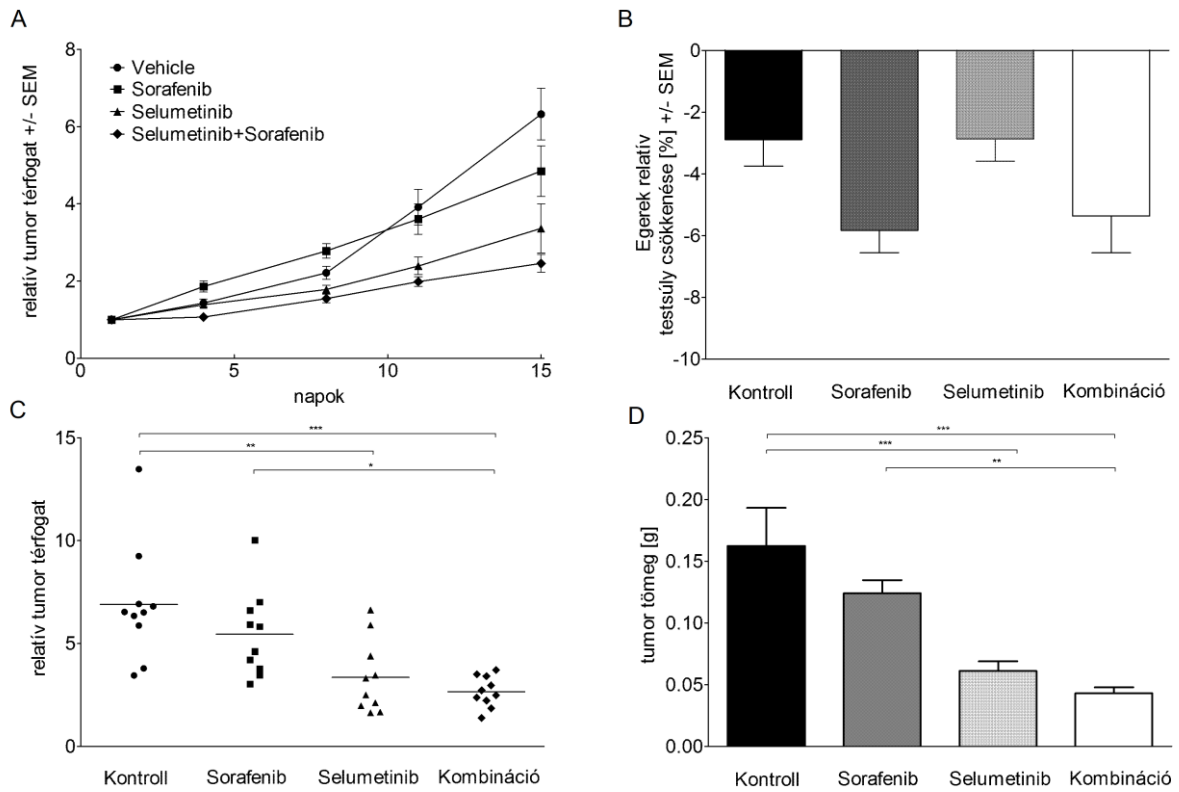 A
relatív tumor térfogat +/- SEM
8
6
4
2
0
Vehicle
Sorafenib
Selumetinib
Selumetinib+Sorafenib
0
5
10
15
napok
B
Egerek relatív
testsúly csökkenése [%] +/- SEM
0
-2
-4
-6
-8
-10
Kontroll
Sorafenib
Selumetinib
Kombináció
C
relatív tumor térfogat
15
10
5
0
***
**
*
Kontroll
Sorafenib
Selumetinib
Kombináció
D
tumor tömeg [g]
0.25
0.20
0.15
0.10
0.05
0.00
***
***
**
Kontroll
Sorafenib
Selumetinib
Kombináció